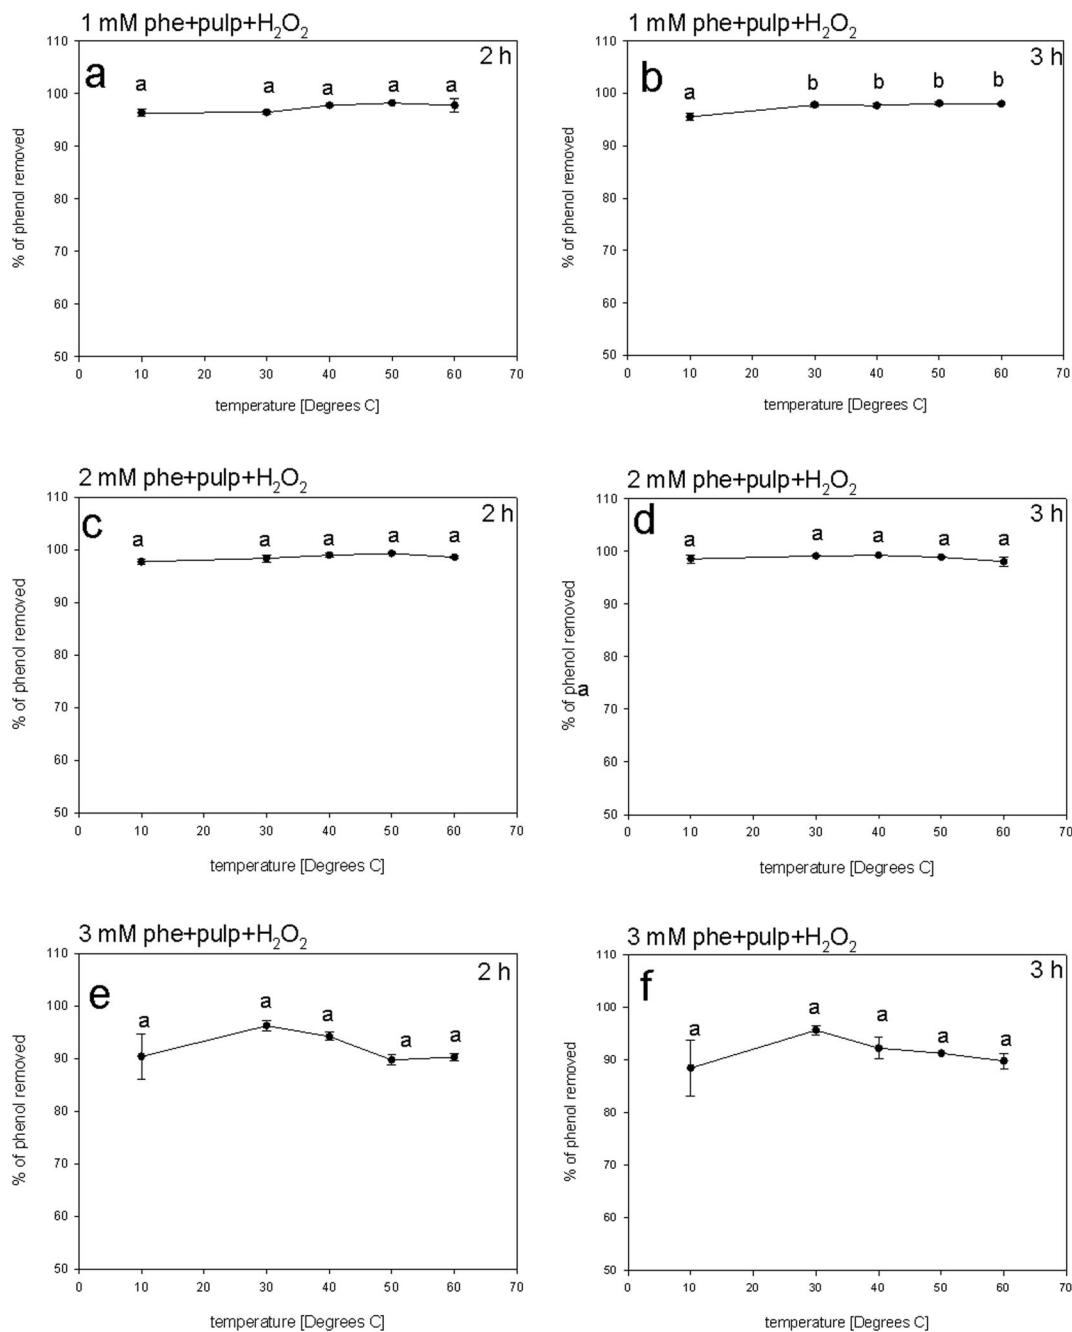 1 mM phe+pulp+H₂O₂
2 h
a
a a a a a
110
100
90
80
70
60
50
0 10 20 30 40 50 60 70
% of phenol removed
temperature [Degrees C]
1 mM phe+pulp+H₂O₂
3 h
b
a b b b b
110
100
90
80
70
60
50
0 10 20 30 40 50 60 70
% of phenol removed
temperature [Degrees C]
2 mM phe+pulp+H₂O₂
2 h
c
a a a a a
110
100
90
80
70
60
50
0 10 20 30 40 50 60 70
% of phenol removed
temperature [Degrees C]
2 mM phe+pulp+H₂O₂
3 h
d
a a a a a
110
100
90
80
70
60
50
0 10 20 30 40 50 60 70
% of phenol removed
a
temperature [Degrees C]
3 mM phe+pulp+H₂O₂
2 h
e
a a a a a
110
100
90
80
70
60
50
0 10 20 30 40 50 60 70
% of phenol removed
temperature [Degrees C]
3 mM phe+pulp+H₂O₂
3 h
f
a a a a a
110
100
90
80
70
60
50
0 10 20 30 40 50 60 70
% of phenol removed
temperature [Degrees C]